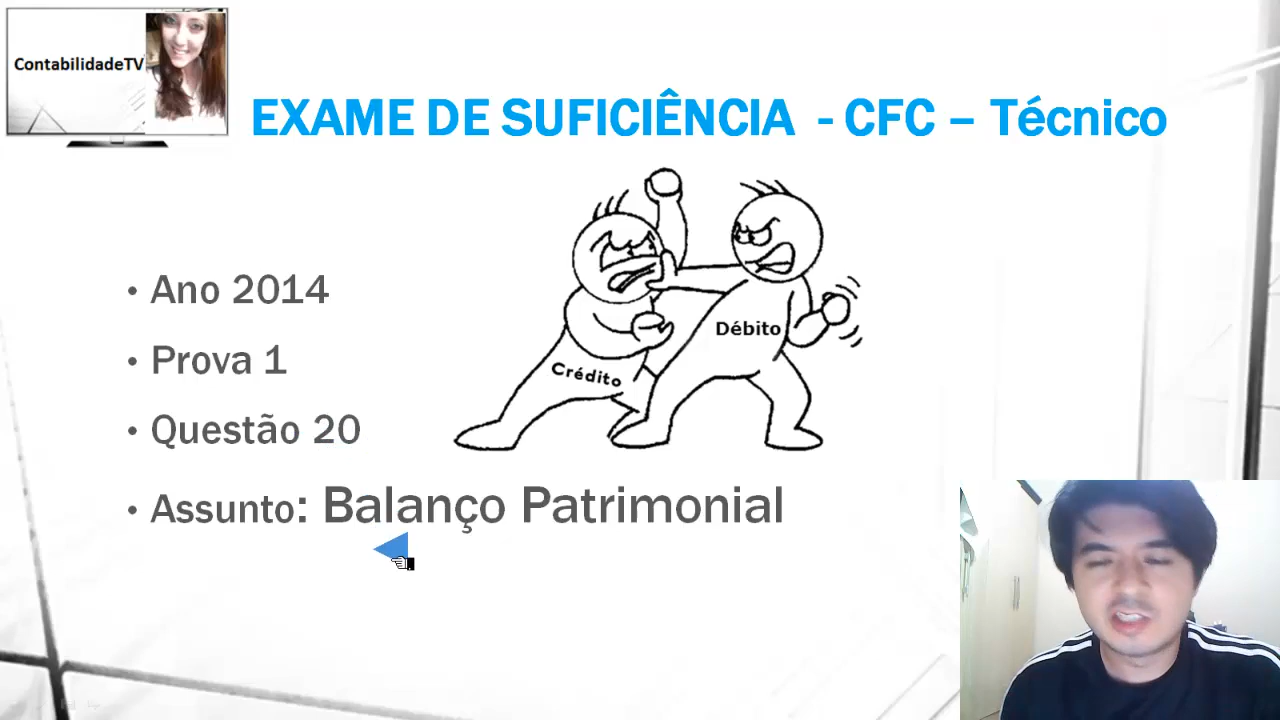 ContabilidadeTV
EXAME DE SUFICIÊNCIA - CFC – Técnico
• Ano 2014
• Prova 1
• Questão 20
• Assunto: Balanço Patrimonial
Crédito
Débito